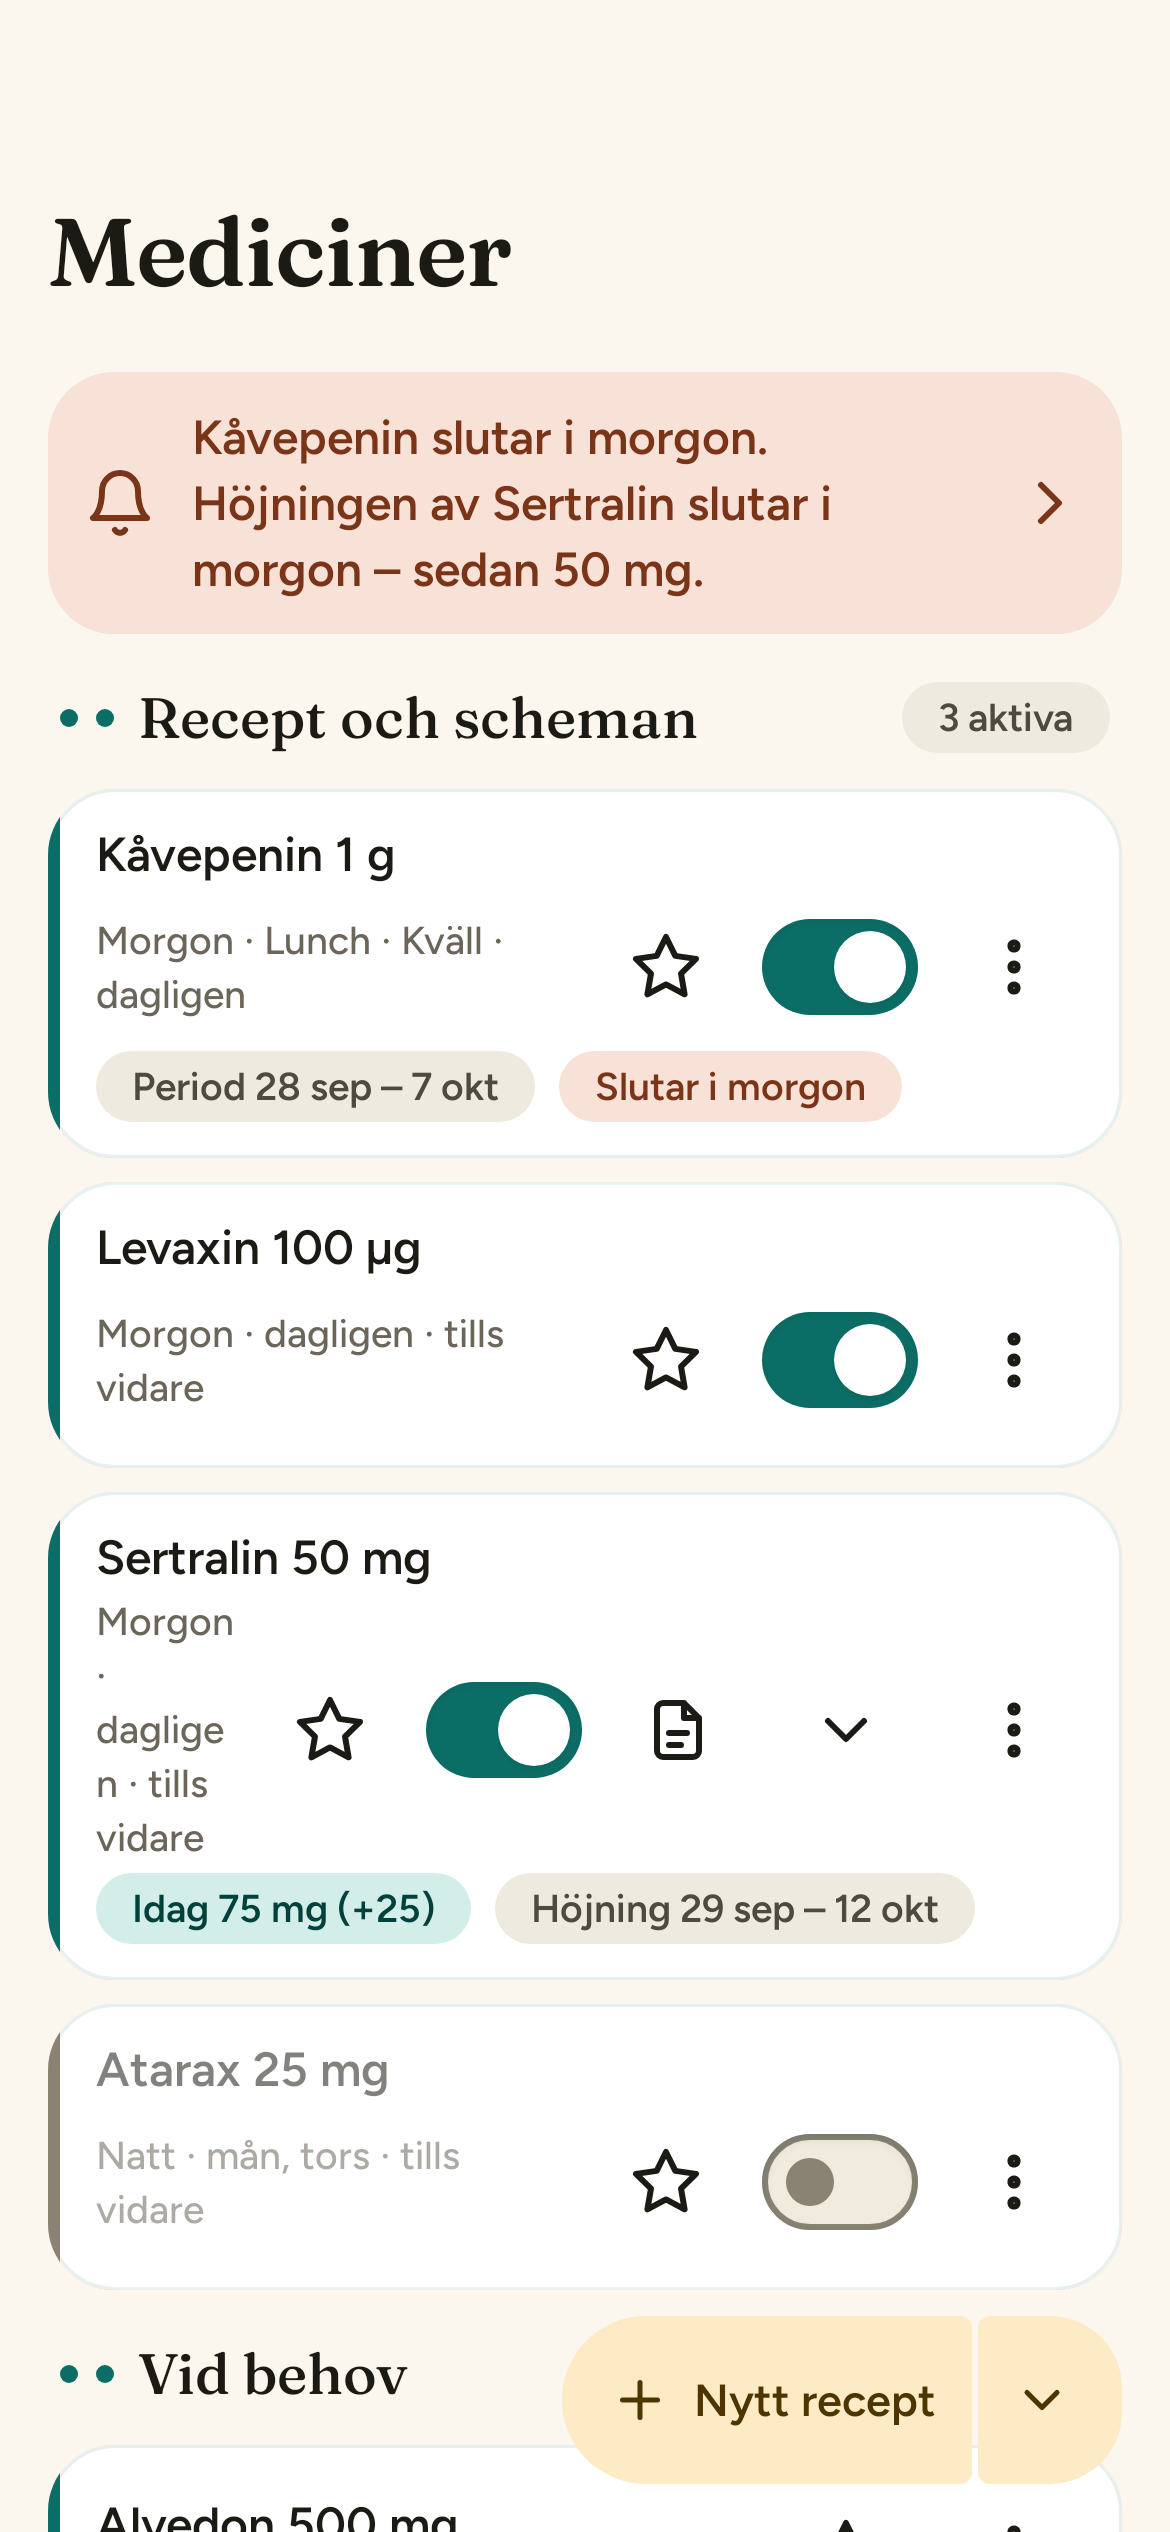 Mediciner
Kåvepenin slutar i morgon.
Höjningen av Sertralin slutar i
morgon – sedan 50 mg.
Recept och scheman
3 aktiva
Kåvepenin 1 g
Morgon · Lunch · Kväll ·
dagligen
Period 28 sep – 7 okt
Slutar i morgon
Levaxin 100 µg
Morgon · dagligen · tills
vidare
Sertralin 50 mg
Morgon
·
daglige
n · tills
vidare
Idag 75 mg (+25)
Höjning 29 sep – 12 okt
Atarax 25 mg
Natt · mån, tors · tills
vidare
Vid behov
Nytt recept
Alvedon 500 mg